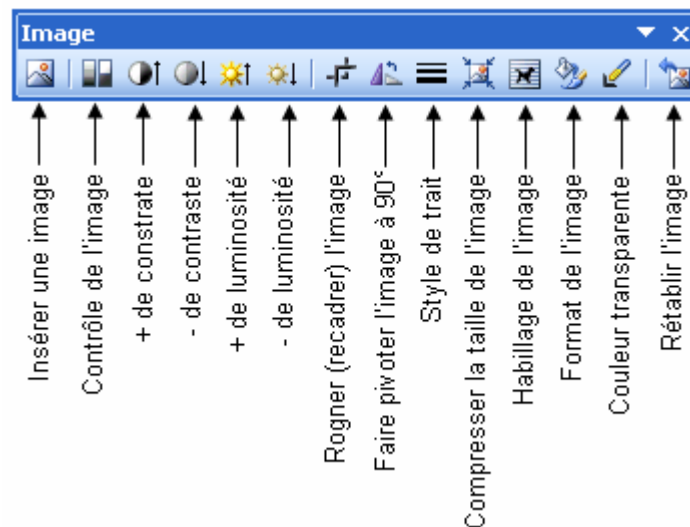 Image
Insérer une image
Contrôle de l'image
+ de constrate
- de contraste
+ de luminosité
- de luminosité
Rogner (recadrer) l'image
Faire pivoter l'image à 90°
Style de trait
Compresser la taille de l'image
Habillage de l'image
Format de l'image
Couleur transparente
Rétablir l'image